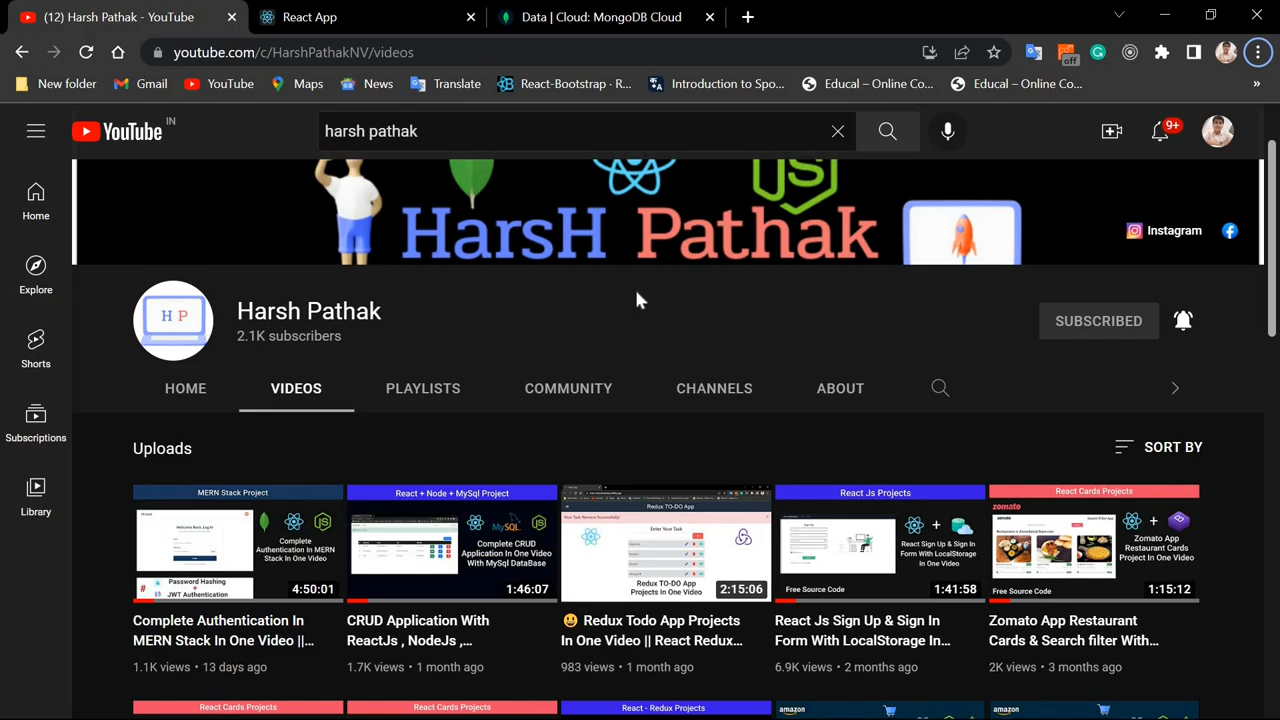 (12) Harsh Pathak - YouTube
React App
Data | Cloud: MongoDB Cloud
youtube.com/c/HarshPathakNV/videos
off
New folder
Gmail
YouTube
Maps
News
Translate
React-Bootstrap · R...
Introduction to Spo...
Educal – Online Co...
Educal – Online Co...
YouTube IN
harsh pathak
9+
HarsH Pathak
Instagram
Home
Explore
Shorts
Subscriptions
Library
H P
Harsh Pathak
2.1K subscribers
SUBSCRIBED
HOME
VIDEOS
PLAYLISTS
COMMUNITY
CHANNELS
ABOUT
Uploads
SORT BY
MERN Stack Project
Complete
Authentication In
MERN Stack In One Video
Password Hashing
+
JWT Authentication
#
4:50:01
Complete Authentication In
MERN Stack In One Video ||...
1.1K views • 13 days ago
React + Node + MySql Project
MySQL
Complete CRUD
Application In One Video
With MySql DataBase
1:46:07
CRUD Application With
ReactJs , NodeJs ,...
1.7K views • 1 month ago
Redux TO-DO App
Enter Your Task
Redux TO-DO App
Projects In One Video
2:15:06
😃 Redux Todo App Projects
In One Video || React Redux...
983 views • 1 month ago
React Js Projects
React Sign Up & Sign
In Form With LocalStorage
In One Video
Free Source Code
1:41:58
React Js Sign Up & Sign In
Form With LocalStorage In...
6.9K views • 2 months ago
React Cards Projects
zomato
Zomato App
Restaurant Cards
Project In One Video
Free Source Code
1:15:12
Zomato App Restaurant
Cards & Search filter With...
2K views • 3 months ago
React Cards Projects
React Cards Projects
React - Redux Projects
amazon
amazon